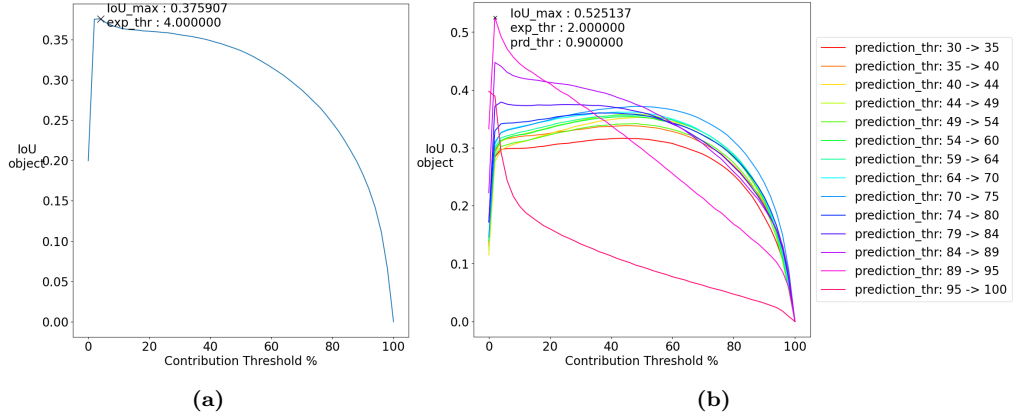 IoU_max : 0.375907
exp_thr : 4.000000
0.35
0.30
0.25
IoU
object
0.20
0.15
0.10
0.05
0.00
0
20
40
60
80
100
Contribution Threshold %
(a)
IoU_max : 0.525137
exp_thr : 2.000000
prd_thr : 0.900000
0.5
0.4
0.3
IoU
object
0.2
0.1
0.0
0
20
40
60
80
100
Contribution Threshold %
(b)
prediction_thr: 30 -> 35
prediction_thr: 35 -> 40
prediction_thr: 40 -> 44
prediction_thr: 44 -> 49
prediction_thr: 49 -> 54
prediction_thr: 54 -> 60
prediction_thr: 59 -> 64
prediction_thr: 64 -> 70
prediction_thr: 70 -> 75
prediction_thr: 74 -> 80
prediction_thr: 79 -> 84
prediction_thr: 84 -> 89
prediction_thr: 89 -> 95
prediction_thr: 95 -> 100